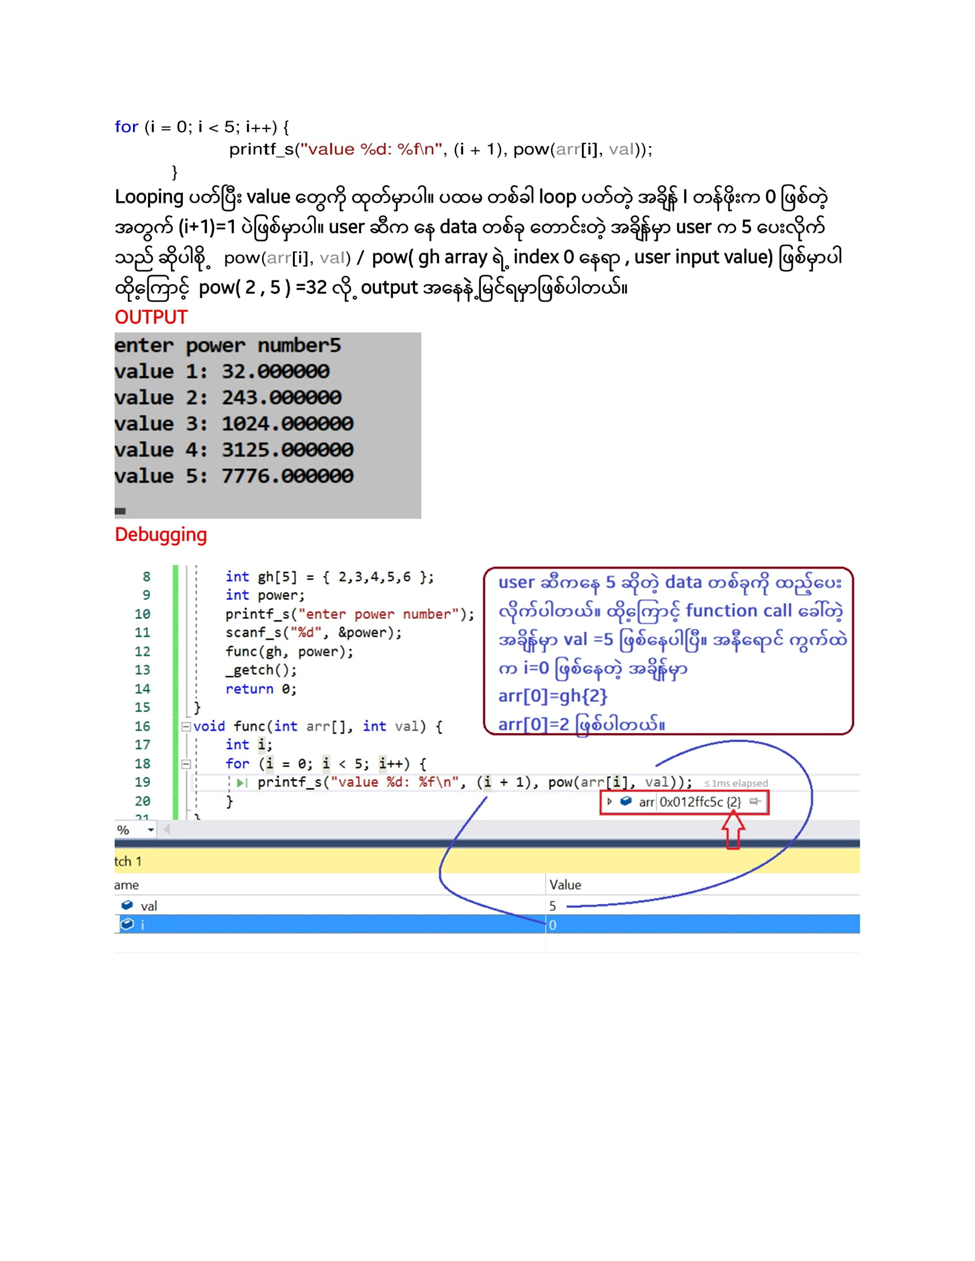 for (i = 0; i < 5; i++) {
printf_s("value %d: %f\n", (i + 1), pow(arr[i], val));
}
Looping ပတ်ပြီး value တွေကို ထုတ်မှာပါ။ ပထမ တစ်ခါ loop ပတ်တဲ့ အချိန် I တန်ဖိုးက 0 ဖြစ်တဲ့
အတွက် (i+1)=1 ပဲဖြစ်မှာပါ။ user ဆီက နေ data တစ်ခု တောင်းတဲ့ အချိန်မှာ user က 5 ပေးလိုက်
သည် ဆိုပါစို့ pow(arr[i], val) / pow( gh array ရဲ့ index 0 နေရာ , user input value) ဖြစ်မှာပါ
ထို့ကြောင့် pow( 2 , 5 ) =32 လို့ output အနေနဲ့ မြင်ရမှာဖြစ်ပါတယ်။
OUTPUT
enter power number5
value 1: 32.000000
value 2: 243.000000
value 3: 1024.000000
value 4: 3125.000000
value 5: 7776.000000
Debugging
8 int gh[5] = { 2,3,4,5,6 };
9 int power;
10 printf_s("enter power number");
11 scanf_s("%d", &power);
12 func(gh, power);
13 _getch();
14 return 0;
15 }
16 void func(int arr[], int val) {
17 int i;
18 for (i = 0; i < 5; i++) {
19 printf_s("value %d: %f\n", (i + 1), pow(arr[i], val)); ≤1ms elapsed
20 }
21 }
user ဆီကနေ 5 ဆိုတဲ့ data တစ်ခုကို ထည့်ပေး
လိုက်ပါတယ်။ ထို့ကြောင့် function call ခေါ်တဲ့
အချိန်မှာ val =5 ဖြစ်နေပါပြီ။ အနီရောင် ကွက်ထဲ
က i=0 ဖြစ်နေတဲ့ အချိန်မှာ
arr[0]=gh{2}
arr[0]=2 ဖြစ်ပါတယ်။
arr 0x012ffc5c {2}
%
tch 1
ame Value
val 5
i 0